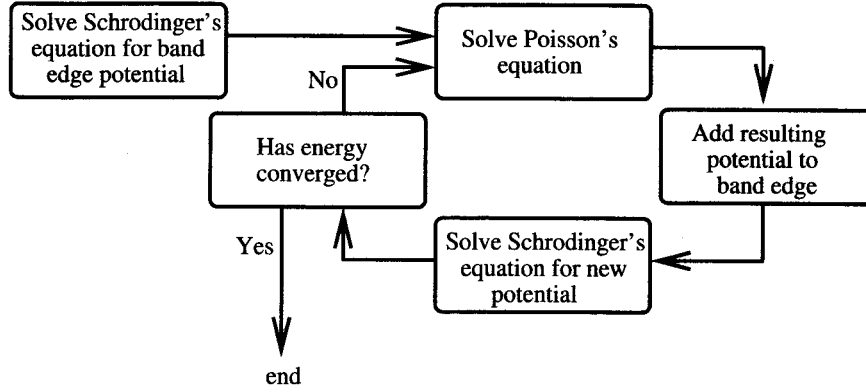 Solve Schrodinger's
equation for band
edge potential
Solve Poisson's
equation
No
Add resulting
potential to
band edge
Has energy
converged?
Yes
Solve Schrodinger's
equation for new
potential
end